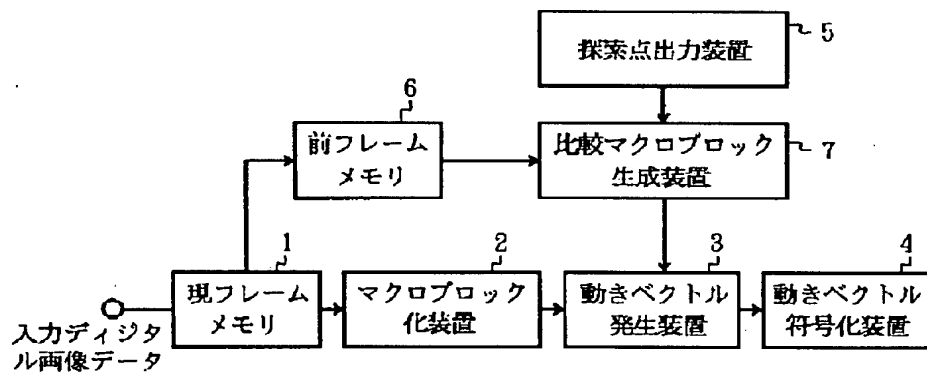 探索点出力装置
5
6
前フレーム
メモリ
比較マクロブロック
生成装置
7
1
現フレーム
メモリ
2
マクロブロック
化装置
3
動きベクトル
発生装置
4
動きベクトル
符号化装置
入力ディジタ
ル画像データ